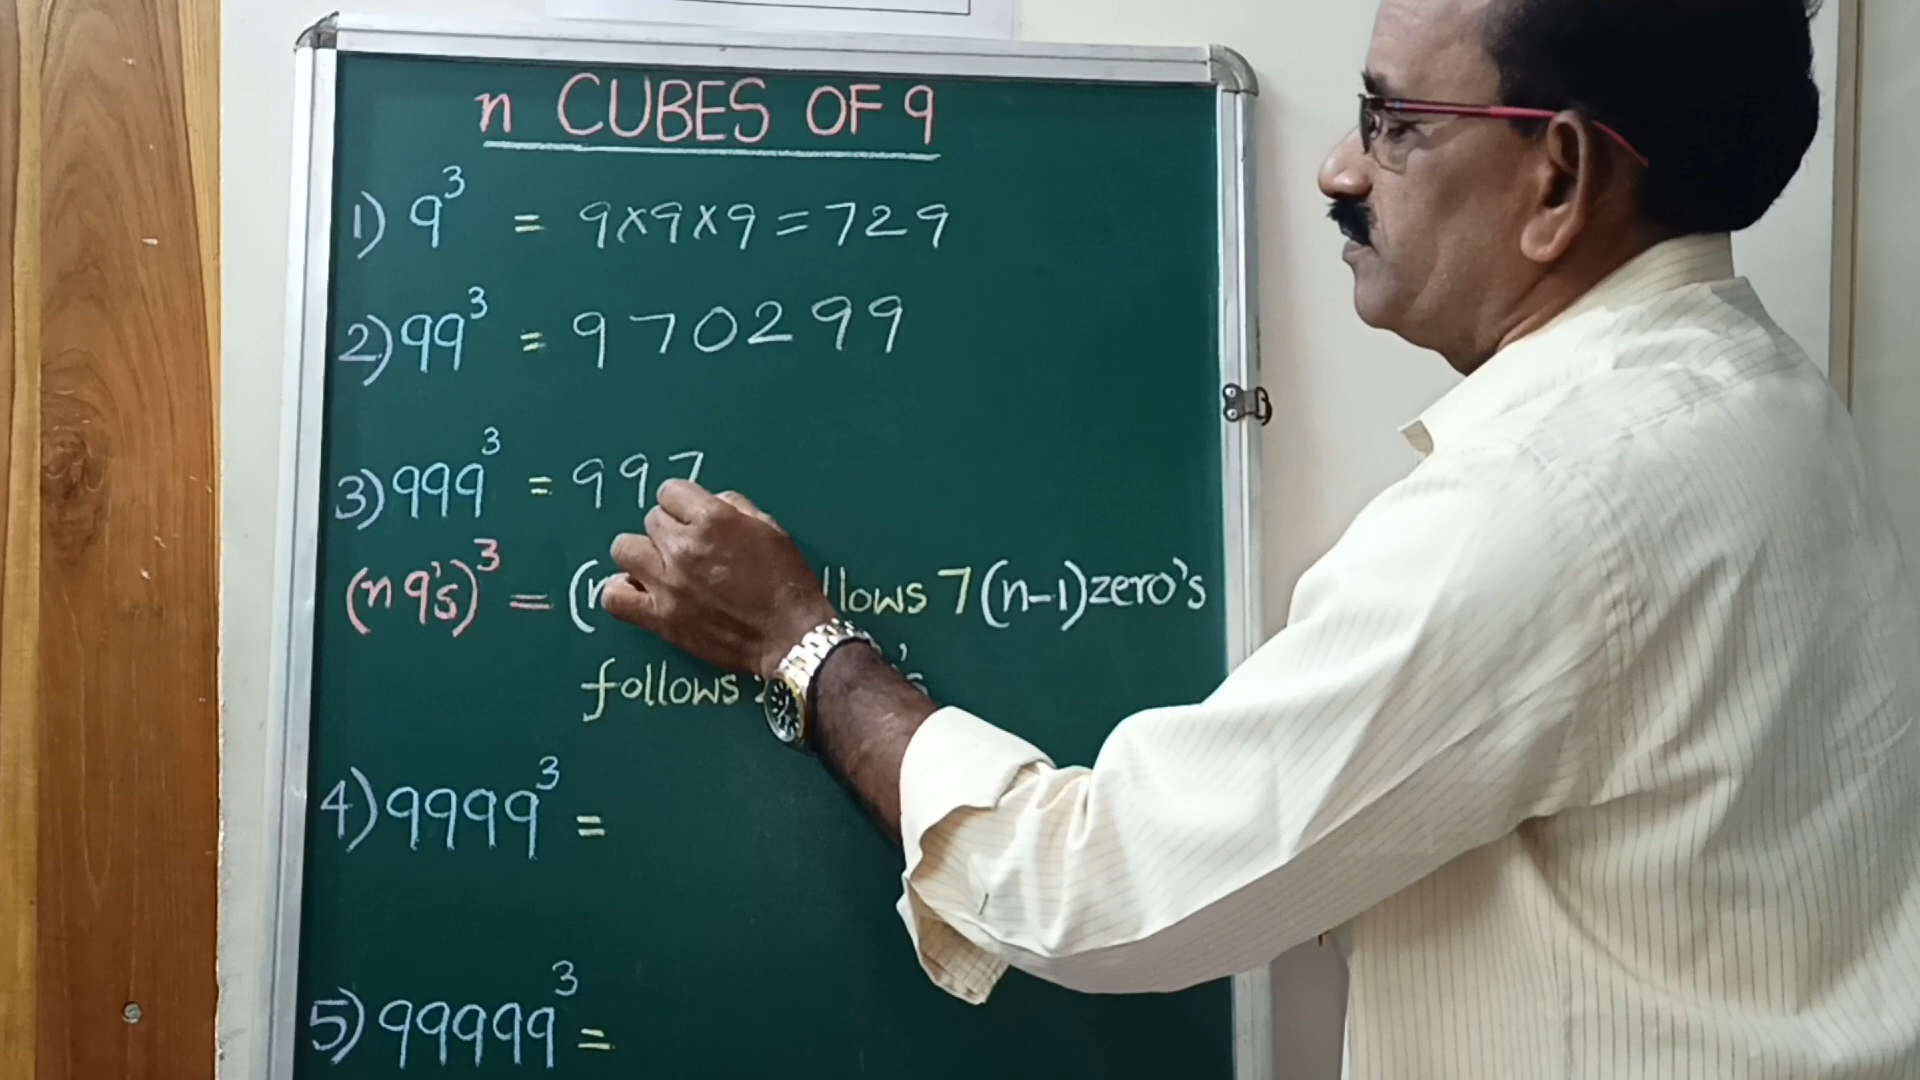 n CUBES OF 9
1) 9³ = 9×9×9=729
2) 99³ = 970299
3) 999³ = 997
(n 9's)³ = ( 7(n-1)zero's
follows
4) 9999³ =
5) 99999³ =